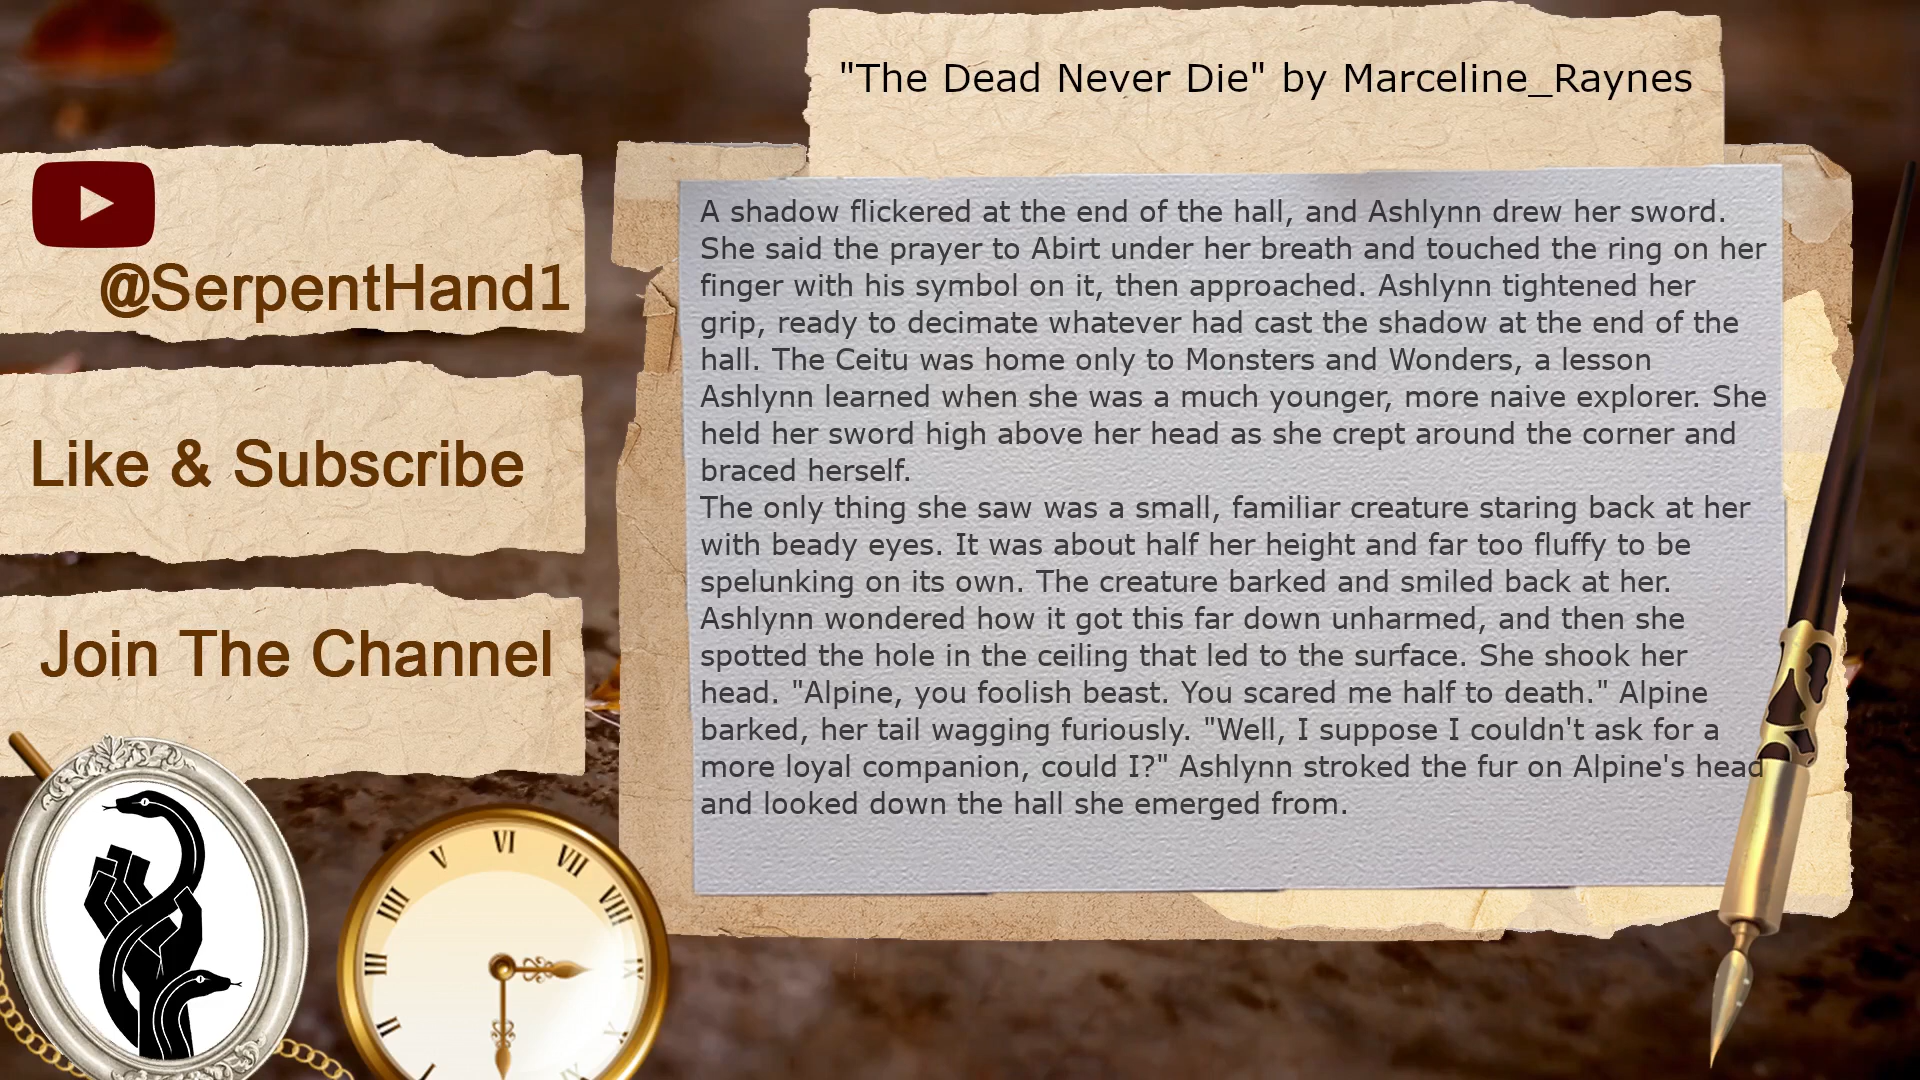 "The Dead Never Die" by Marceline_Raynes
@SerpentHand1
Like & Subscribe
Join The Channel
A shadow flickered at the end of the hall, and Ashlynn drew her sword.
She said the prayer to Abirt under her breath and touched the ring on her
finger with his symbol on it, then approached. Ashlynn tightened her
grip, ready to decimate whatever had cast the shadow at the end of the
hall. The Ceitu was home only to Monsters and Wonders, a lesson
Ashlynn learned when she was a much younger, more naive explorer. She
held her sword high above her head as she crept around the corner and
braced herself.
The only thing she saw was a small, familiar creature staring back at her
with beady eyes. It was about half her height and far too fluffy to be
spelunking on its own. The creature barked and smiled back at her.
Ashlynn wondered how it got this far down unharmed, and then she
spotted the hole in the ceiling that led to the surface. She shook her
head. "Alpine, you foolish beast. You scared me half to death." Alpine
barked, her tail wagging furiously. "Well, I suppose I couldn't ask for a
more loyal companion, could I?" Ashlynn stroked the fur on Alpine's head
and looked down the hall she emerged from.
II
III
IIII
V
VI
VII
VIII
IX
X